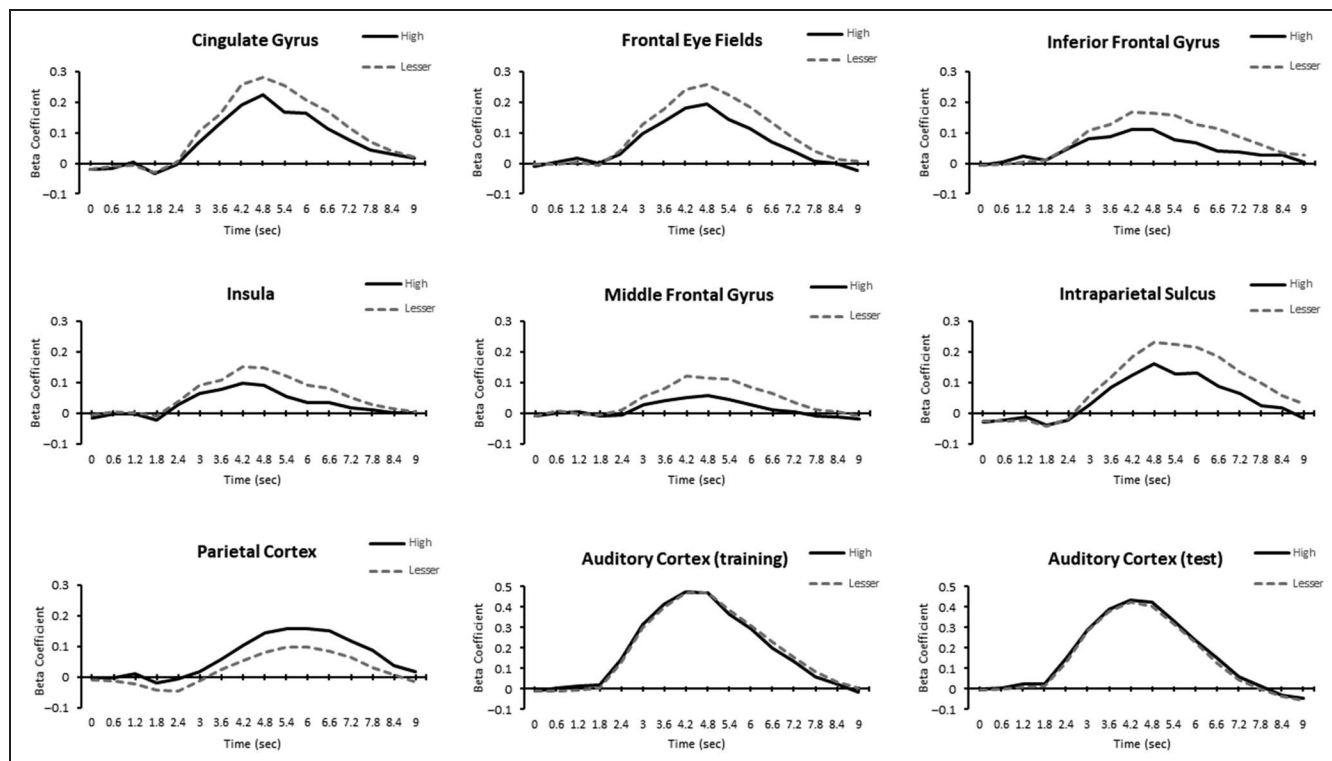 Cingulate Gyrus
High
Lesser
Beta Coefficient
0.3
0.2
0.1
0
−0.1
0 0.6 1.2 1.8 2.4 3 3.6 4.2 4.8 5.4 6 6.6 7.2 7.8 8.4 9
Time (sec)
Frontal Eye Fields
High
Lesser
Beta Coefficient
0.3
0.2
0.1
0
−0.1
0 0.6 1.2 1.8 2.4 3 3.6 4.2 4.8 5.4 6 6.6 7.2 7.8 8.4 9
Time (sec)
Inferior Frontal Gyrus
High
Lesser
Beta Coefficient
0.3
0.2
0.1
0
−0.1
0 0.6 1.2 1.8 2.4 3 3.6 4.2 4.8 5.4 6 6.6 7.2 7.8 8.4 9
Time (sec)
Insula
High
Lesser
Beta Coefficient
0.3
0.2
0.1
0
−0.1
0 0.6 1.2 1.8 2.4 3 3.6 4.2 4.8 5.4 6 6.6 7.2 7.8 8.4 9
Time (sec)
Middle Frontal Gyrus
High
Lesser
Beta Coefficient
0.3
0.2
0.1
0
−0.1
0 0.6 1.2 1.8 2.4 3 3.6 4.2 4.8 5.4 6 6.6 7.2 7.8 8.4 9
Time (sec)
Intraparietal Sulcus
High
Lesser
Beta Coefficient
0.3
0.2
0.1
0
−0.1
0 0.6 1.2 1.8 2.4 3 3.6 4.2 4.8 5.4 6 6.6 7.2 7.8 8.4 9
Time (sec)
Parietal Cortex
High
Lesser
Beta Coefficient
0.3
0.2
0.1
0
−0.1
0 0.6 1.2 1.8 2.4 3 3.6 4.2 4.8 5.4 6 6.6 7.2 7.8 8.4 9
Time (sec)
Auditory Cortex (training)
High
Lesser
Beta Coefficient
0.5
0.4
0.3
0.2
0.1
0
−0.1
0 0.6 1.2 1.8 2.4 3 3.6 4.2 4.8 5.4 6 6.6 7.2 7.8 8.4 9
Time (sec)
Auditory Cortex (test)
High
Lesser
Beta Coefficient
0.5
0.4
0.3
0.2
0.1
0
−0.1
0 0.6 1.2 1.8 2.4 3 3.6 4.2 4.8 5.4 6 6.6 7.2 7.8 8.4 9
Time (sec)